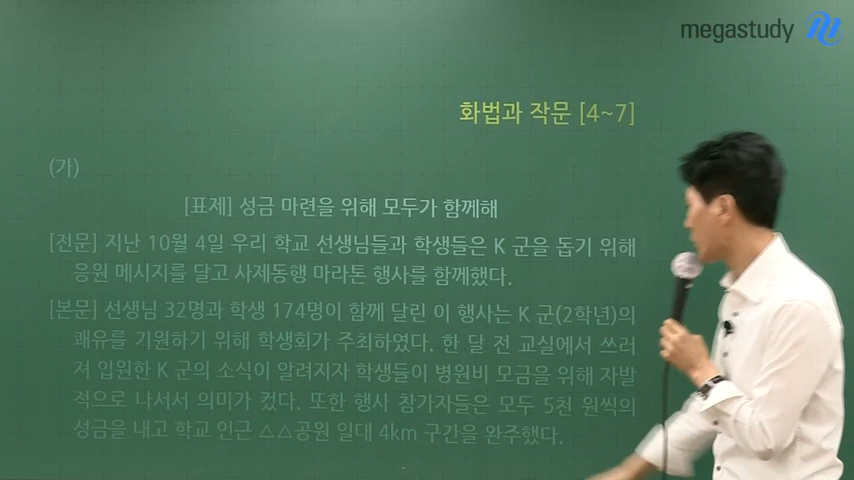 megastudy
화법과 작문 [4~7]
(가)
[표제] 성금 마련을 위해 모두가 함께해
[전문] 지난 10월 4일 우리 학교 선생님들과 학생들은 K 군을 돕기 위해
응원 메시지를 달고 사제동행 마라톤 행사를 함께했다.
[본문] 선생님 32명과 학생 174명이 함께 달린 이 행사는 K 군(2학년)의
쾌유를 기원하기 위해 학생회가 주최하였다. 한 달 전 교실에서 쓰러
져 입원한 K 군의 소식이 알려지자 학생들이 병원비 모금을 위해 자발
적으로 나서서 의미가 컸다. 또한 행사 참가자들은 모두 5천 원씩의
성금을 내고 학교 인근 △△공원 일대 4km 구간을 완주했다.